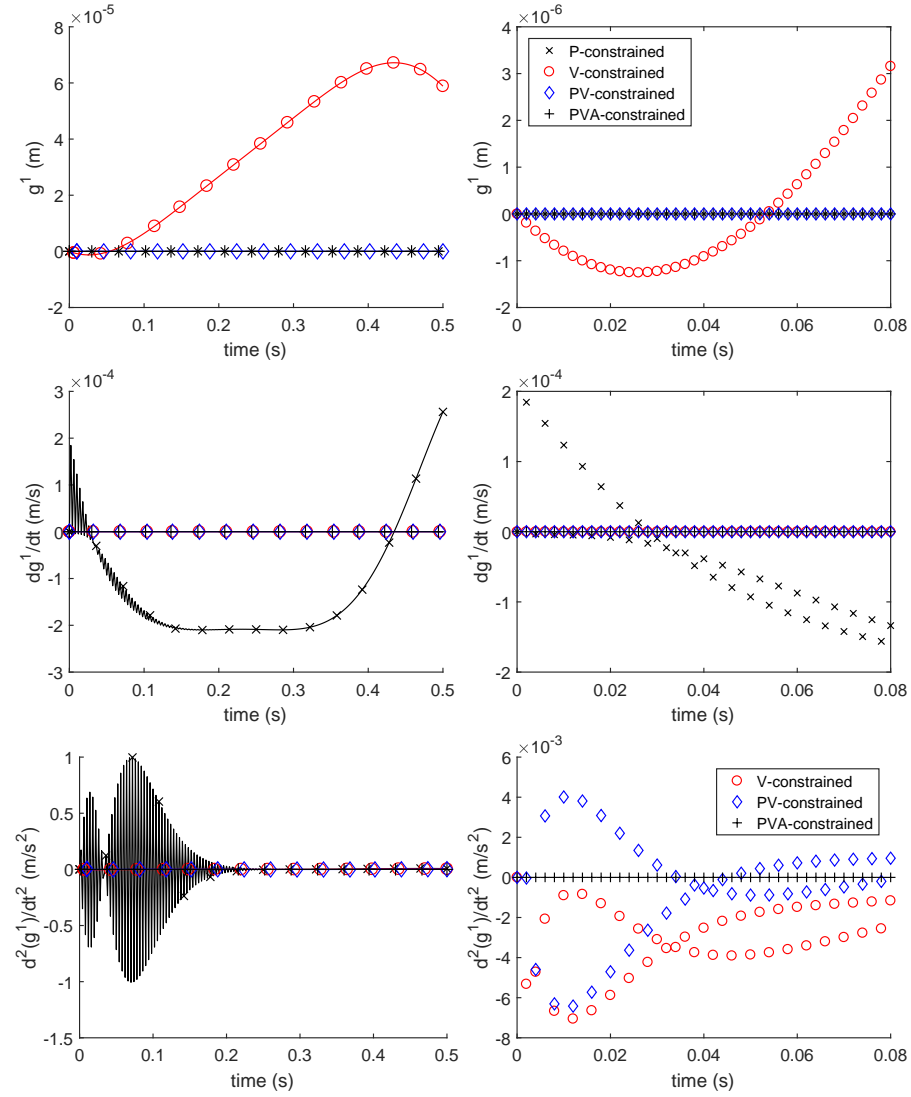 ×10⁻⁵
8
6
4
2
0
-2
g¹ (m)
0 0.1 0.2 0.3 0.4 0.5
time (s)
×10⁻⁶
4
3
2
1
0
-1
-2
g¹ (m)
0 0.02 0.04 0.06 0.08
time (s)
P-constrained
V-constrained
PV-constrained
PVA-constrained
×10⁻⁴
3
2
1
0
-1
-2
-3
dg¹/dt (m/s)
0 0.1 0.2 0.3 0.4 0.5
time (s)
×10⁻⁴
2
1
0
-1
-2
dg¹/dt (m/s)
0 0.02 0.04 0.06 0.08
time (s)
1
0.5
0
-0.5
-1
-1.5
d²(g¹)/dt² (m/s²)
0 0.1 0.2 0.3 0.4 0.5
time (s)
×10⁻³
6
4
2
0
-2
-4
-6
-8
d²(g¹)/dt² (m/s²)
0 0.02 0.04 0.06 0.08
time (s)
V-constrained
PV-constrained
PVA-constrained